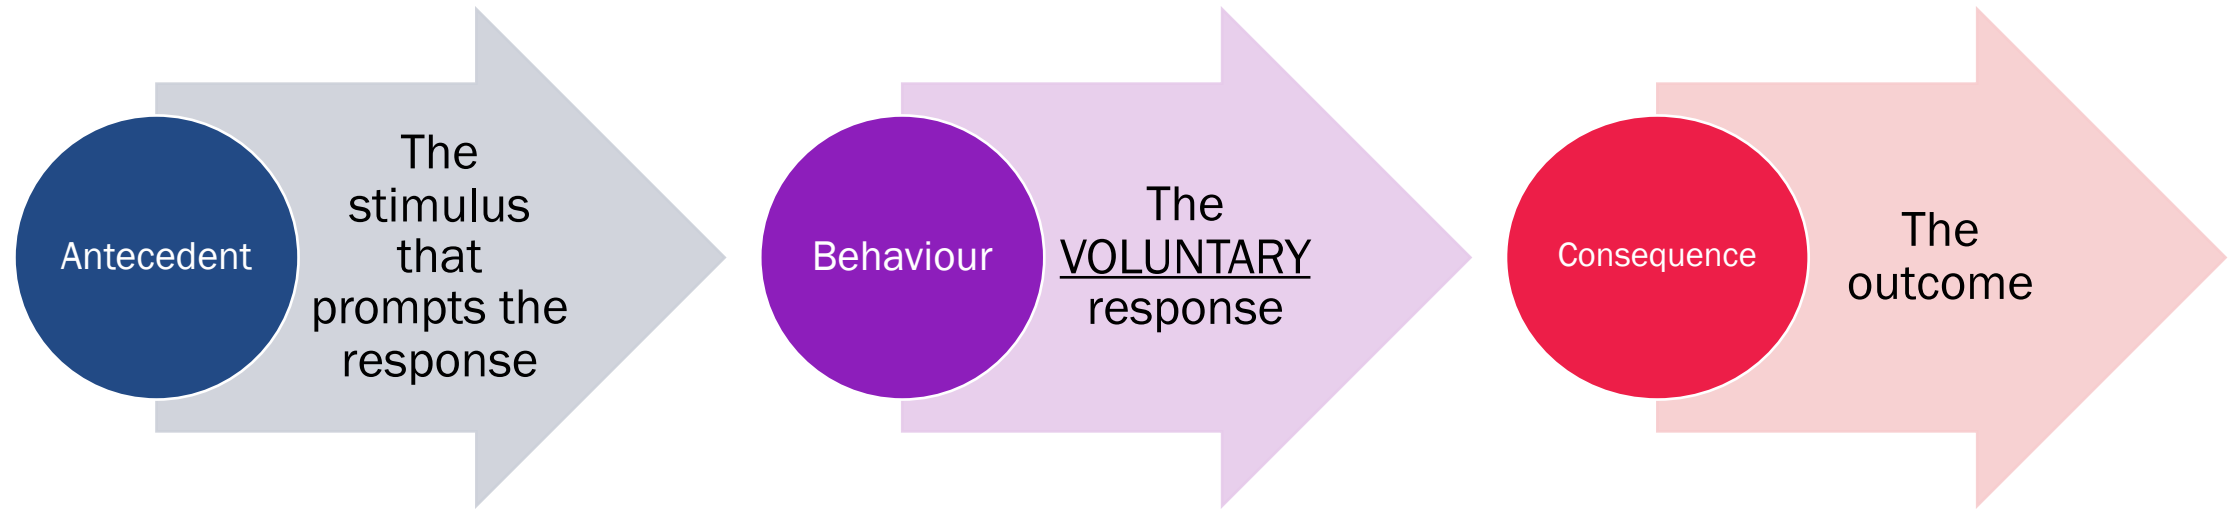 Antecedent
The
stimulus
that
prompts the
response
Behaviour
The
VOLUNTARY
response
Consequence
The
outcome